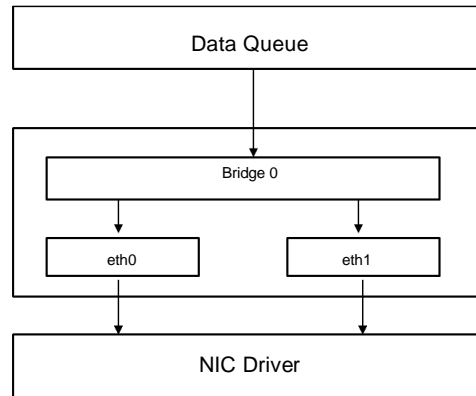 Data Queue
Bridge 0
eth0
eth1
NIC Driver